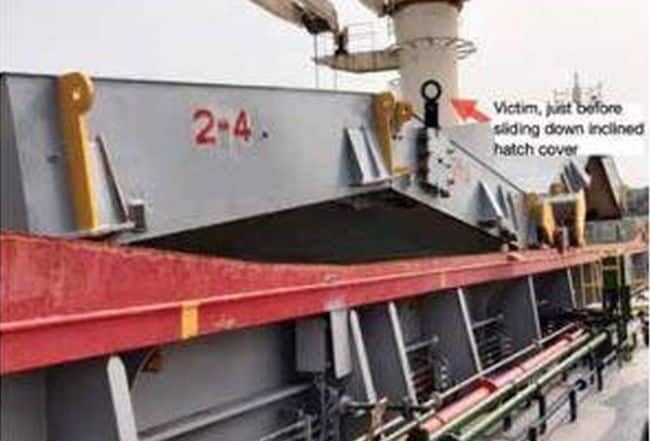 2-4
Victim, just before
sliding down inclined
hatch cover